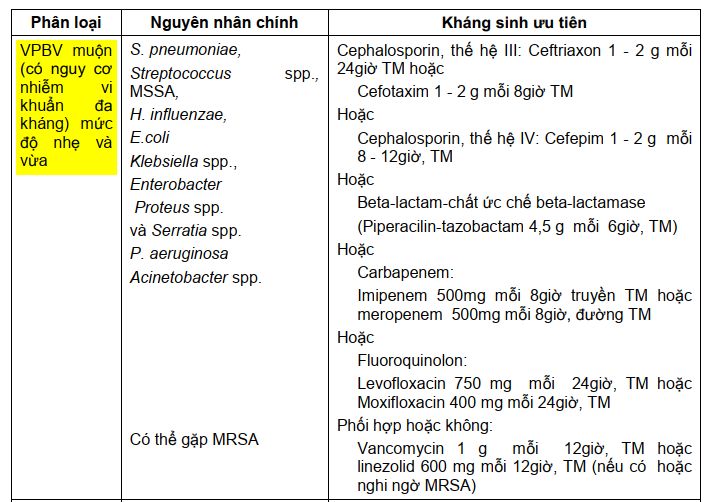 Phân loại
Nguyên nhân chính
Kháng sinh ưu tiên
VPBV muộn
(có nguy cơ
nhiễm vi
khuẩn đa
kháng) mức
độ nhẹ và
vừa
S. pneumoniae,
Streptococcus spp.,
MSSA,
H. influenzae,
E.coli
Klebsiella spp.,
Enterobacter
Proteus spp.
và Serratia spp.
P. aeruginosa
Acinetobacter spp.
Có thể gặp MRSA
Cephalosporin, thế hệ III: Ceftriaxon 1 - 2 g mỗi
24giờ TM hoặc
Cefotaxim 1 - 2 g mỗi 8giờ TM
Hoặc
Cephalosporin, thế hệ IV: Cefepim 1 - 2 g mỗi
8 - 12giờ, TM
Hoặc
Beta-lactam-chất ức chế beta-lactamase
(Piperacilin-tazobactam 4,5 g mỗi 6giờ, TM)
Hoặc
Carbapenem:
Imipenem 500mg mỗi 8giờ truyền TM hoặc
meropenem 500mg mỗi 8giờ, đường TM
Hoặc
Fluoroquinolon:
Levofloxacin 750 mg mỗi 24giờ, TM hoặc
Moxifloxacin 400 mg mỗi 24giờ, TM
Phối hợp hoặc không:
Vancomycin 1 g mỗi 12giờ, TM hoặc
linezolid 600 mg mỗi 12giờ, TM (nếu có hoặc
nghi ngờ MRSA)